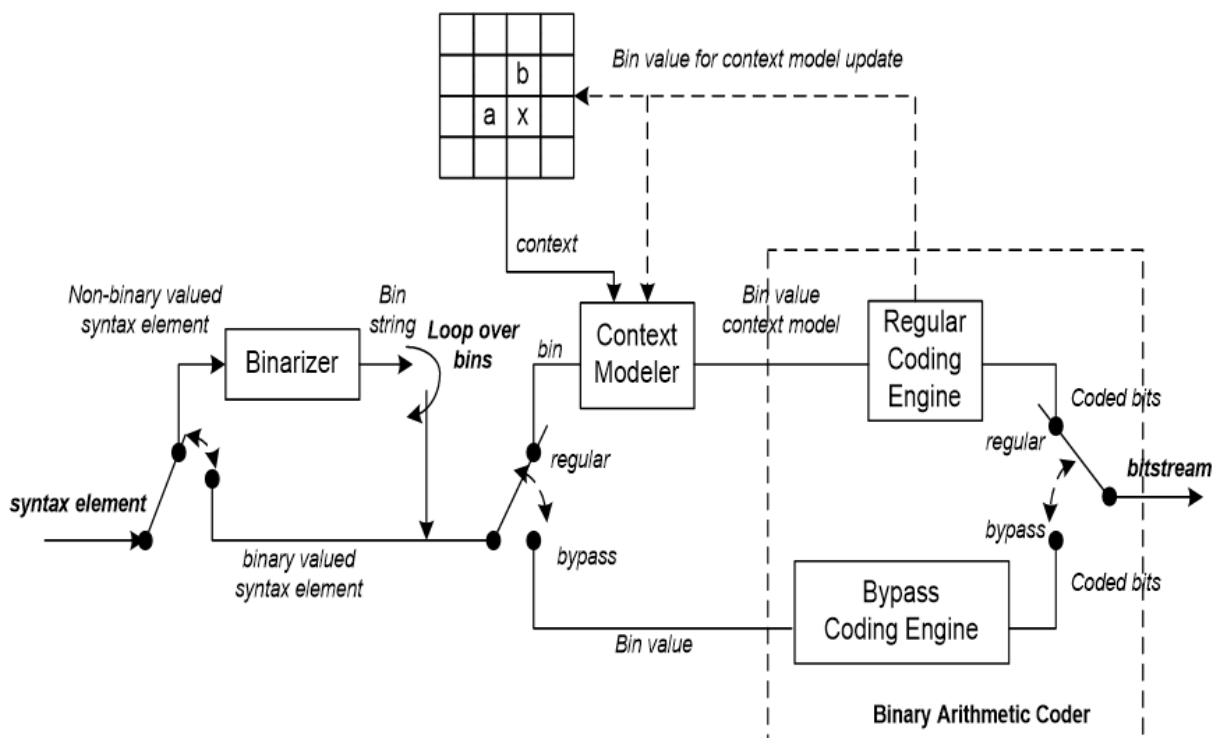 b
a x
Bin value for context model update
context
Non-binary valued
syntax element
Binarizer
Bin
string
Loop over
bins
bin
Context
Modeler
Bin value
context model
Regular
Coding
Engine
Coded bits
regular
regular
bitstream
syntax element
binary valued
syntax element
bypass
bypass
Coded bits
Bin value
Bypass
Coding Engine
Binary Arithmetic Coder